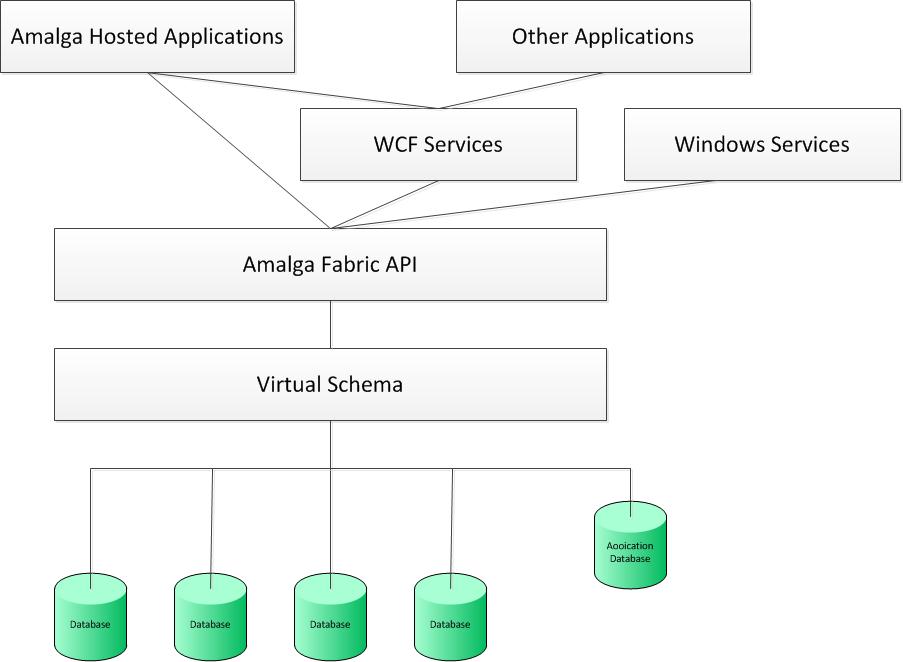 Amalga Hosted Applications
Other Applications
WCF Services
Windows Services
Amalga Fabric API
Virtual Schema
Aooication
Database
Database
Database
Database
Database